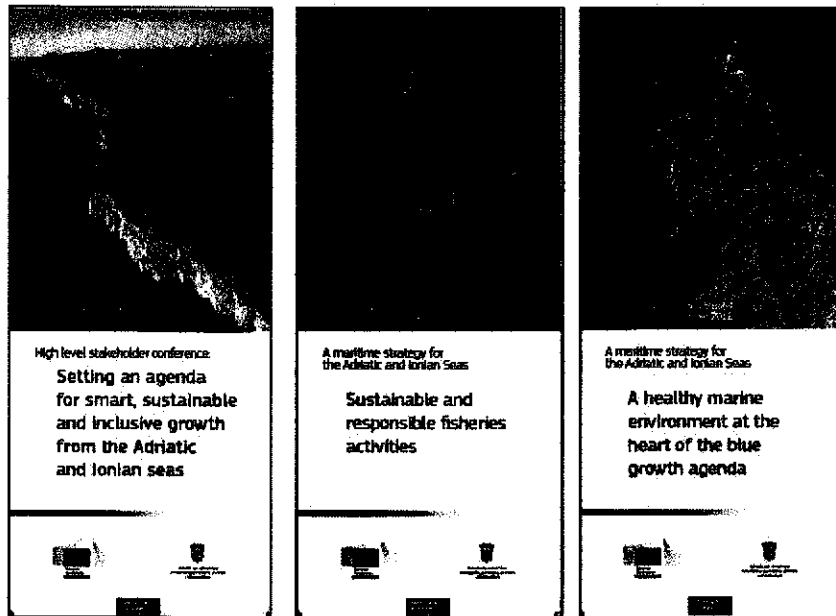 High level stakeholder conference:
Setting an agenda
for smart, sustainable
and inclusive growth
from the Adriatic
and Ionian seas
A maritime strategy for
the Adriatic and Ionian Seas
Sustainable and
responsible fisheries
activities
A maritime strategy for
the Adriatic and Ionian Seas
A healthy marine
environment at the
heart of the blue
growth agenda